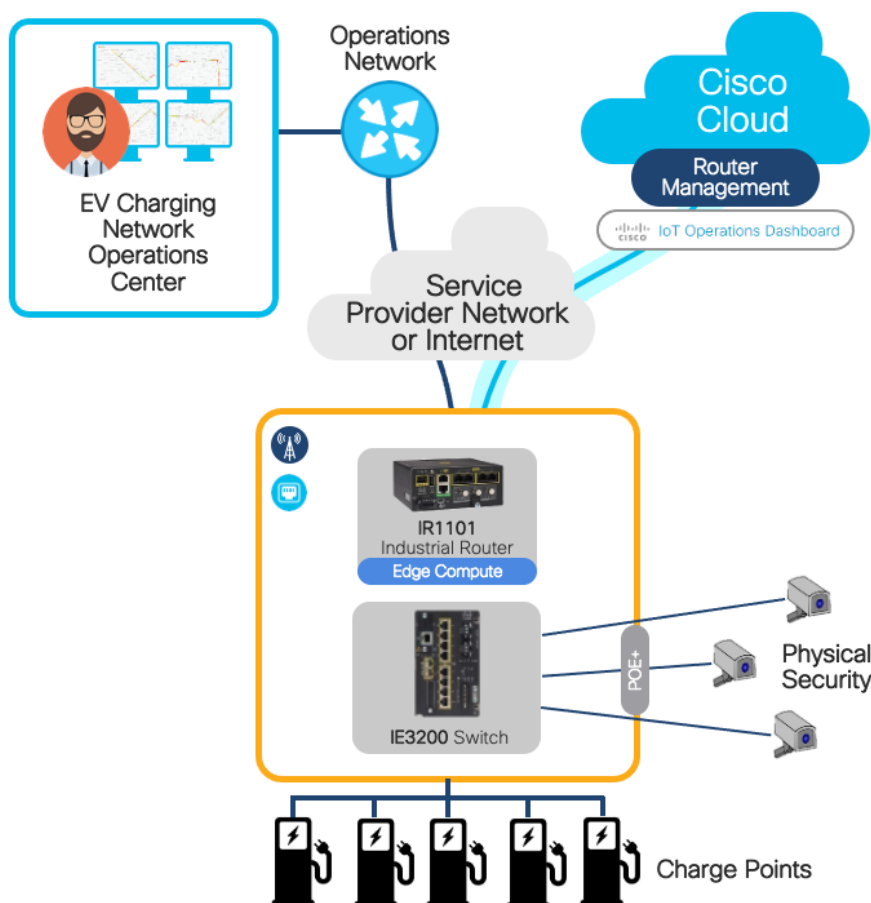 Operations
Network
Cisco
Cloud
Router
Management
CISCO IoT Operations Dashboard
EV Charging
Network
Operations
Center
Service
Provider Network
or Internet
IR1101
Industrial Router
Edge Compute
IE3200 Switch
POE+
Physical
Security
Charge Points